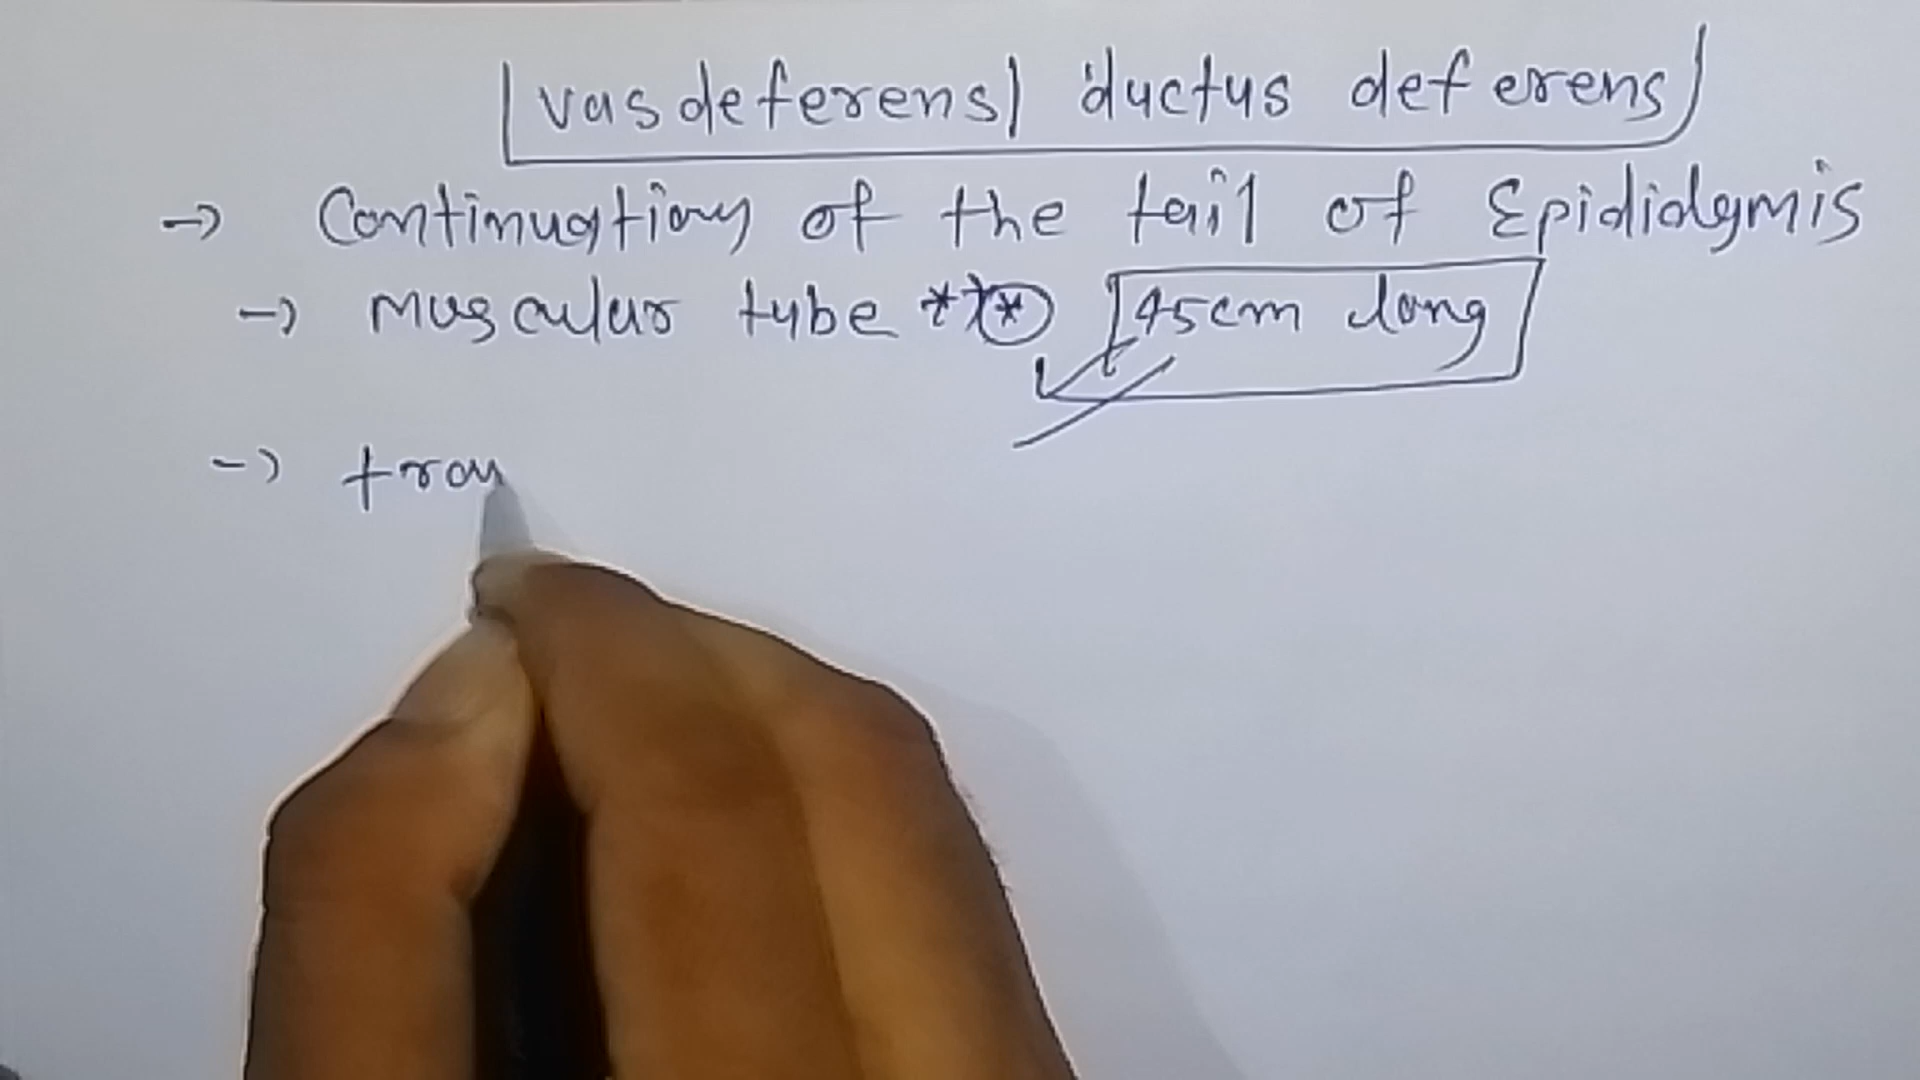 vas deferens | ductus deferens
→ Continuation of the tail of Epididymis
→ muscular tube *** 45cm long
→ tran